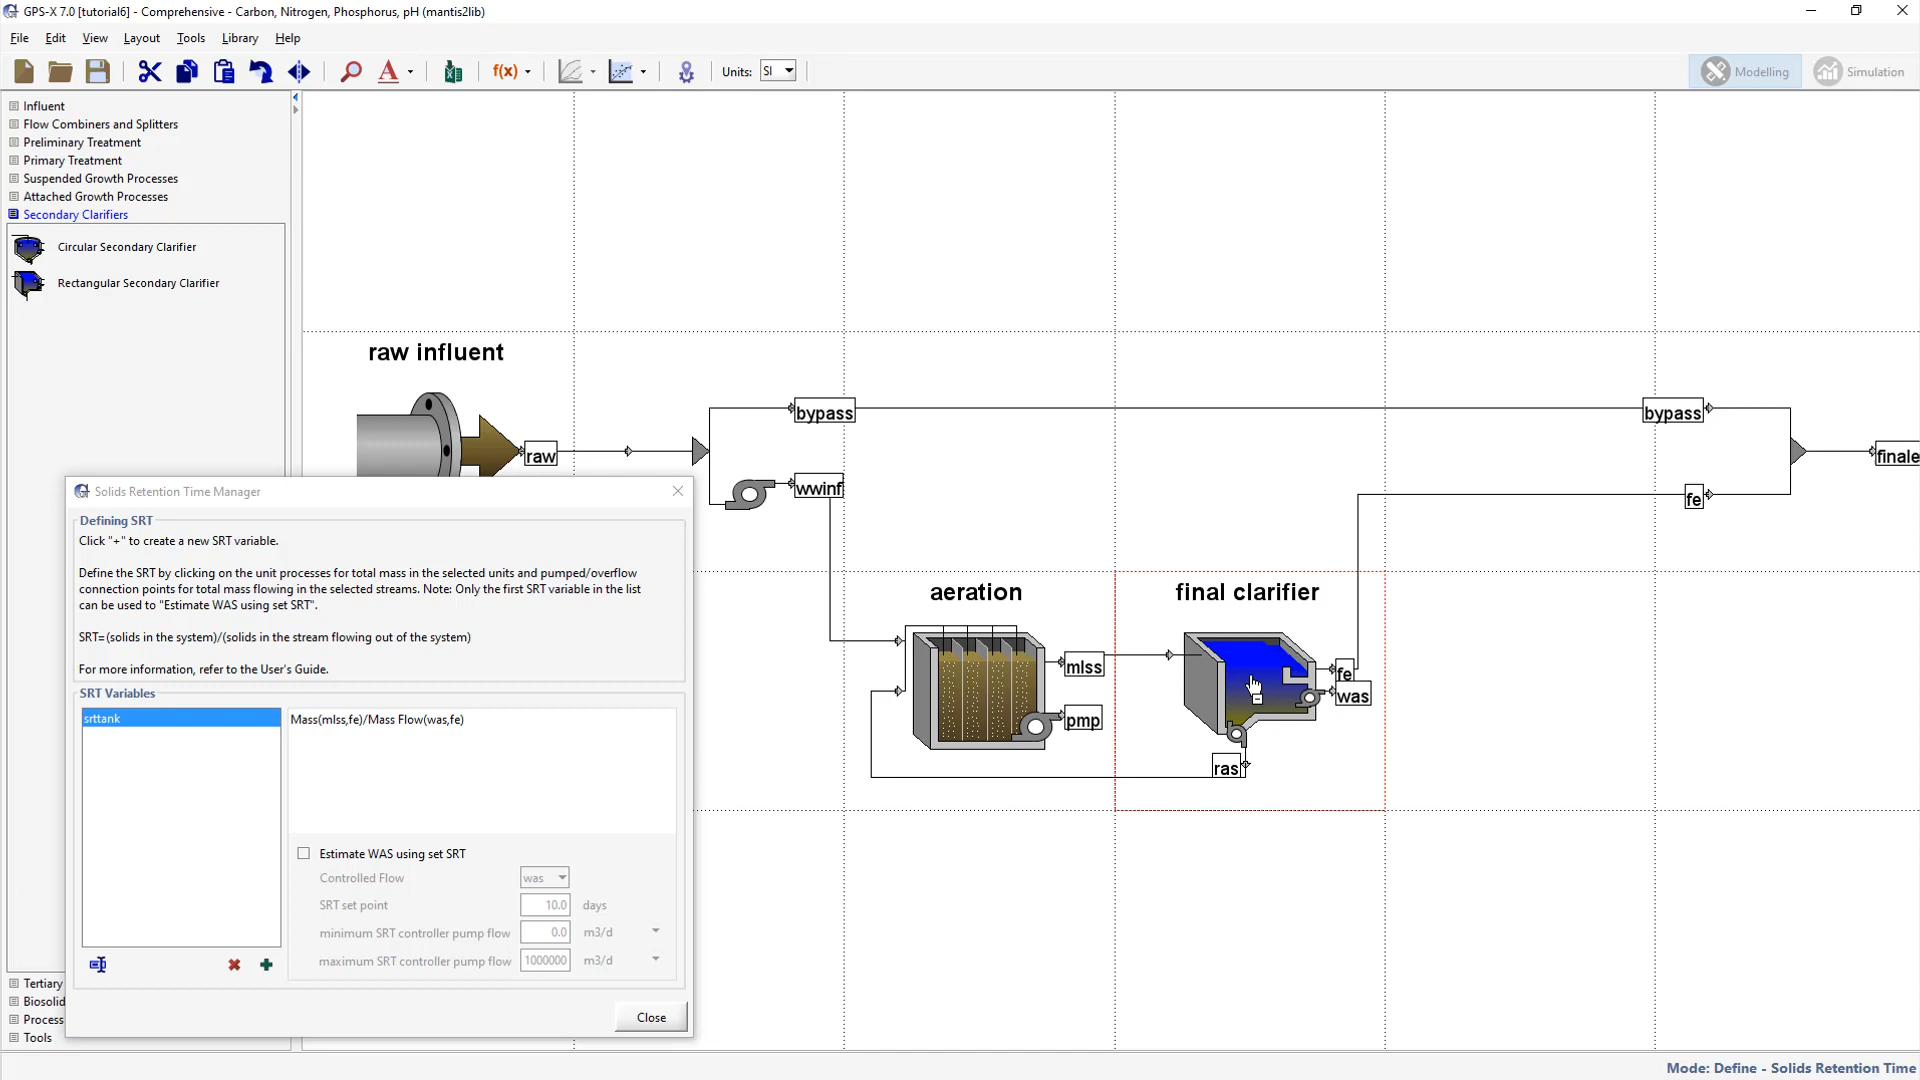 GPS-X 7.0 [tutorial6] - Comprehensive - Carbon, Nitrogen, Phosphorus, pH (mantis2lib)
File Edit View Layout Tools Library Help
A f(x) Units: SI Modelling Simulation
Influent
Flow Combiners and Splitters
Preliminary Treatment
Primary Treatment
Suspended Growth Processes
Attached Growth Processes
Secondary Clarifiers
Circular Secondary Clarifier
Rectangular Secondary Clarifier
Tertiary
Biosolid
Process
Tools
raw influent
raw
bypass
wwinf
bypass
fe
finale
aeration
mlss
pmp
final clarifier
fe
was
ras
Solids Retention Time Manager
Defining SRT
Click "+" to create a new SRT variable.
Define the SRT by clicking on the unit processes for total mass in the selected units and pumped/overflow
connection points for total mass flowing in the selected streams. Note: Only the first SRT variable in the list
can be used to "Estimate WAS using set SRT".
SRT=(solids in the system)/(solids in the stream flowing out of the system)
For more information, refer to the User's Guide.
SRT Variables
srttank
Mass(mlss,fe)/Mass Flow(was,fe)
Estimate WAS using set SRT
Controlled Flow was
SRT set point 10.0 days
minimum SRT controller pump flow 0.0 m3/d
maximum SRT controller pump flow 1000000 m3/d
Close
Mode: Define - Solids Retention Time